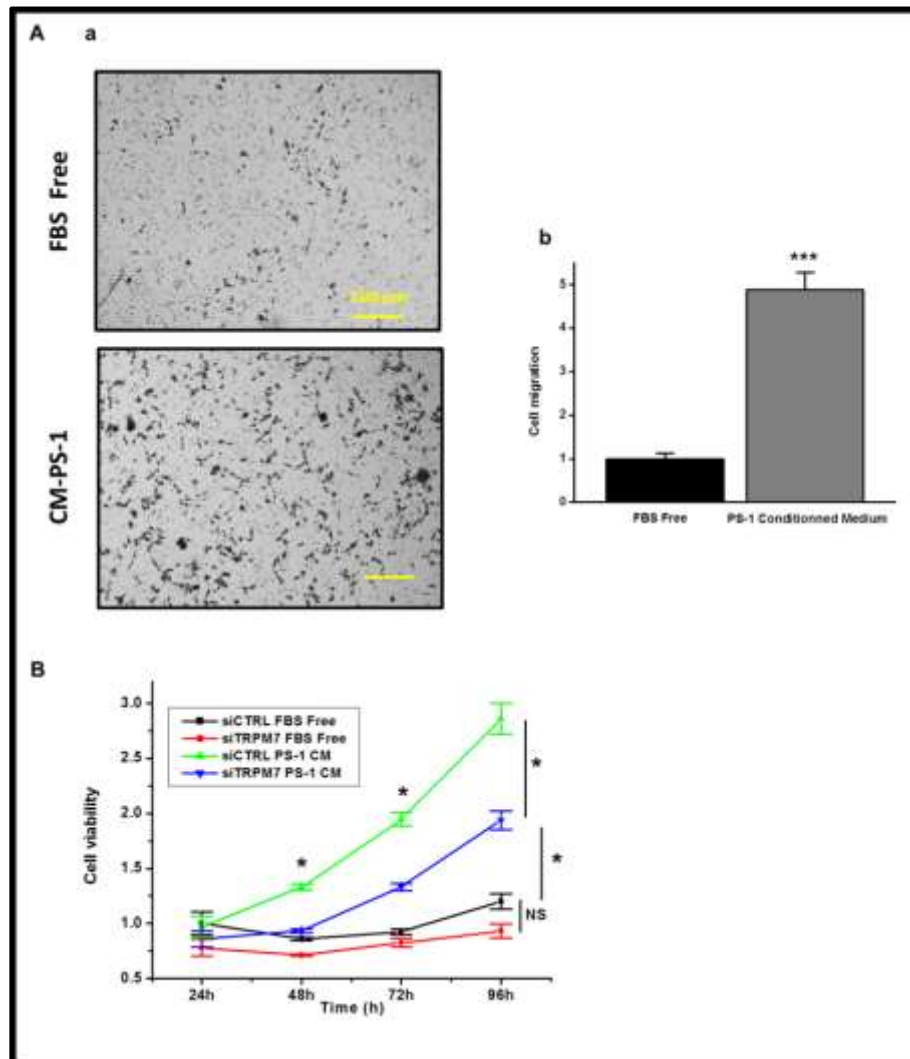 A a
FBS Free
CM-PS-1
b
***
Cell migration
5
4
3
2
1
0
FBS Free PS-1 Conditionned Medium
B
Cell viability
3.0
2.5
2.0
1.5
1.0
0.5
siCTRL FBS Free
siTRPM7 FBS Free
siCTRL PS-1 CM
siTRPM7 PS-1 CM
*
*
*
*
NS
24h 48h 72h 96h
Time (h)